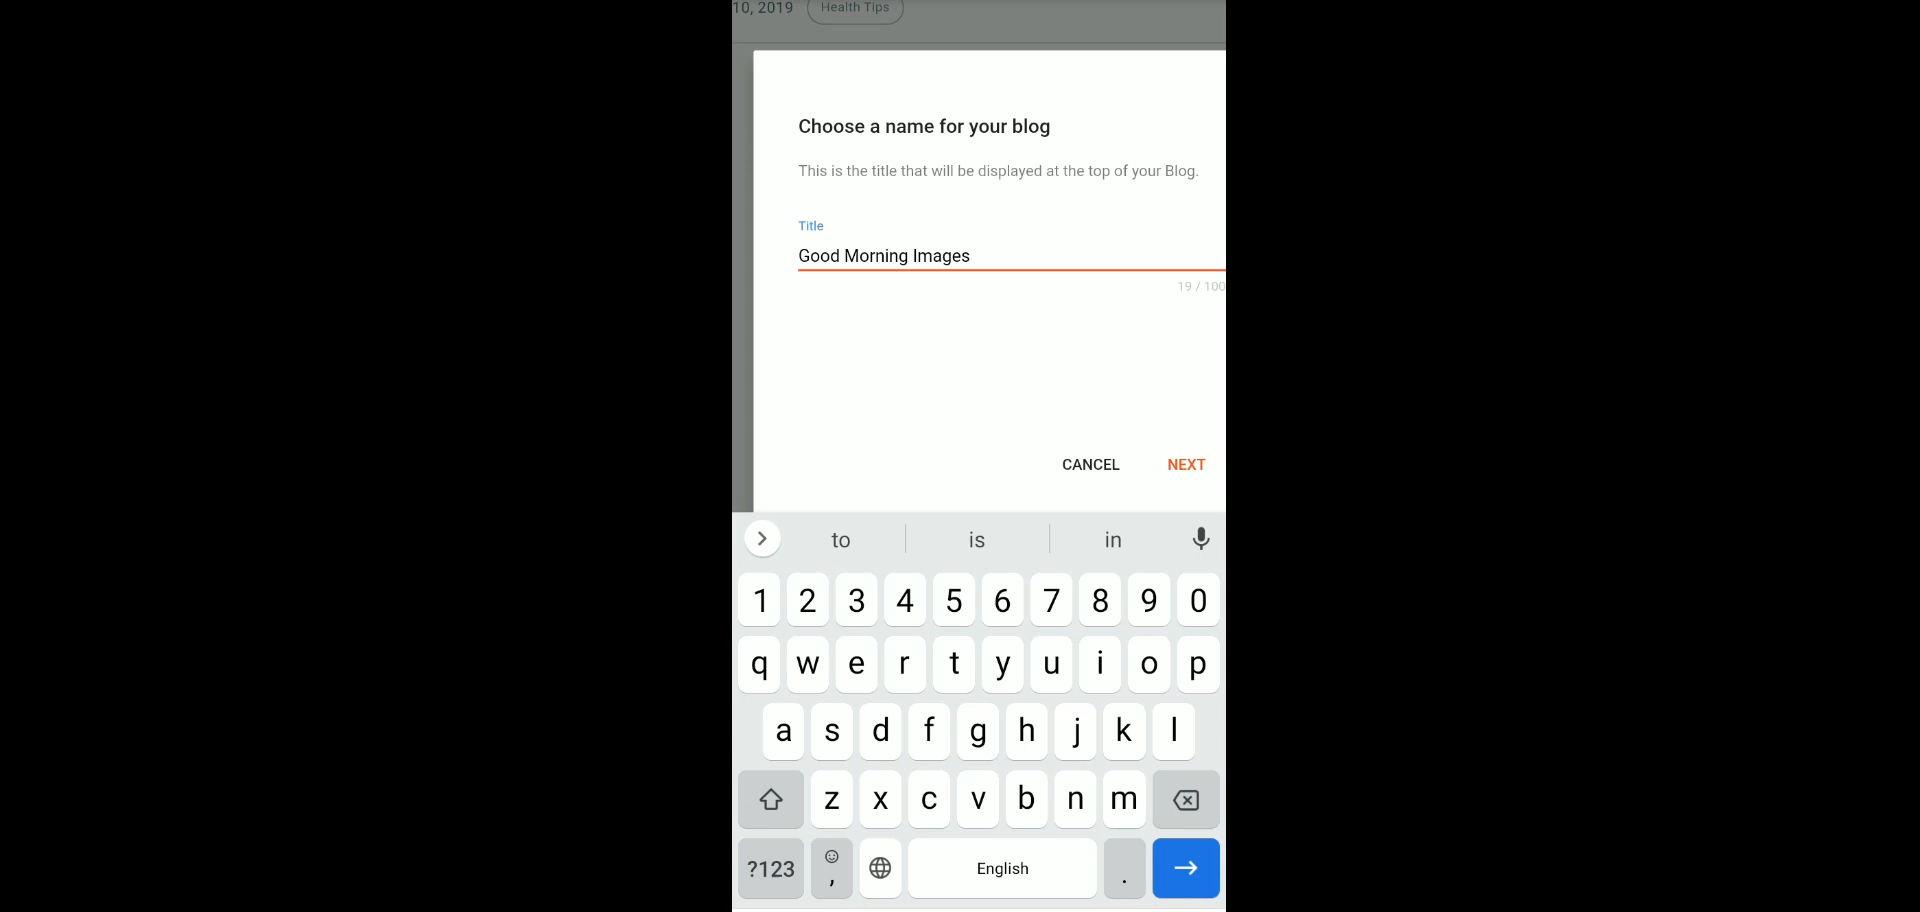 10, 2019 Health Tips
Choose a name for your blog
This is the title that will be displayed at the top of your Blog.
Title
Good Morning Images
19 / 100
CANCEL NEXT
to is in
1 2 3 4 5 6 7 8 9 0
q w e r t y u i o p
a s d f g h j k l
z x c v b n m
?123 , English .